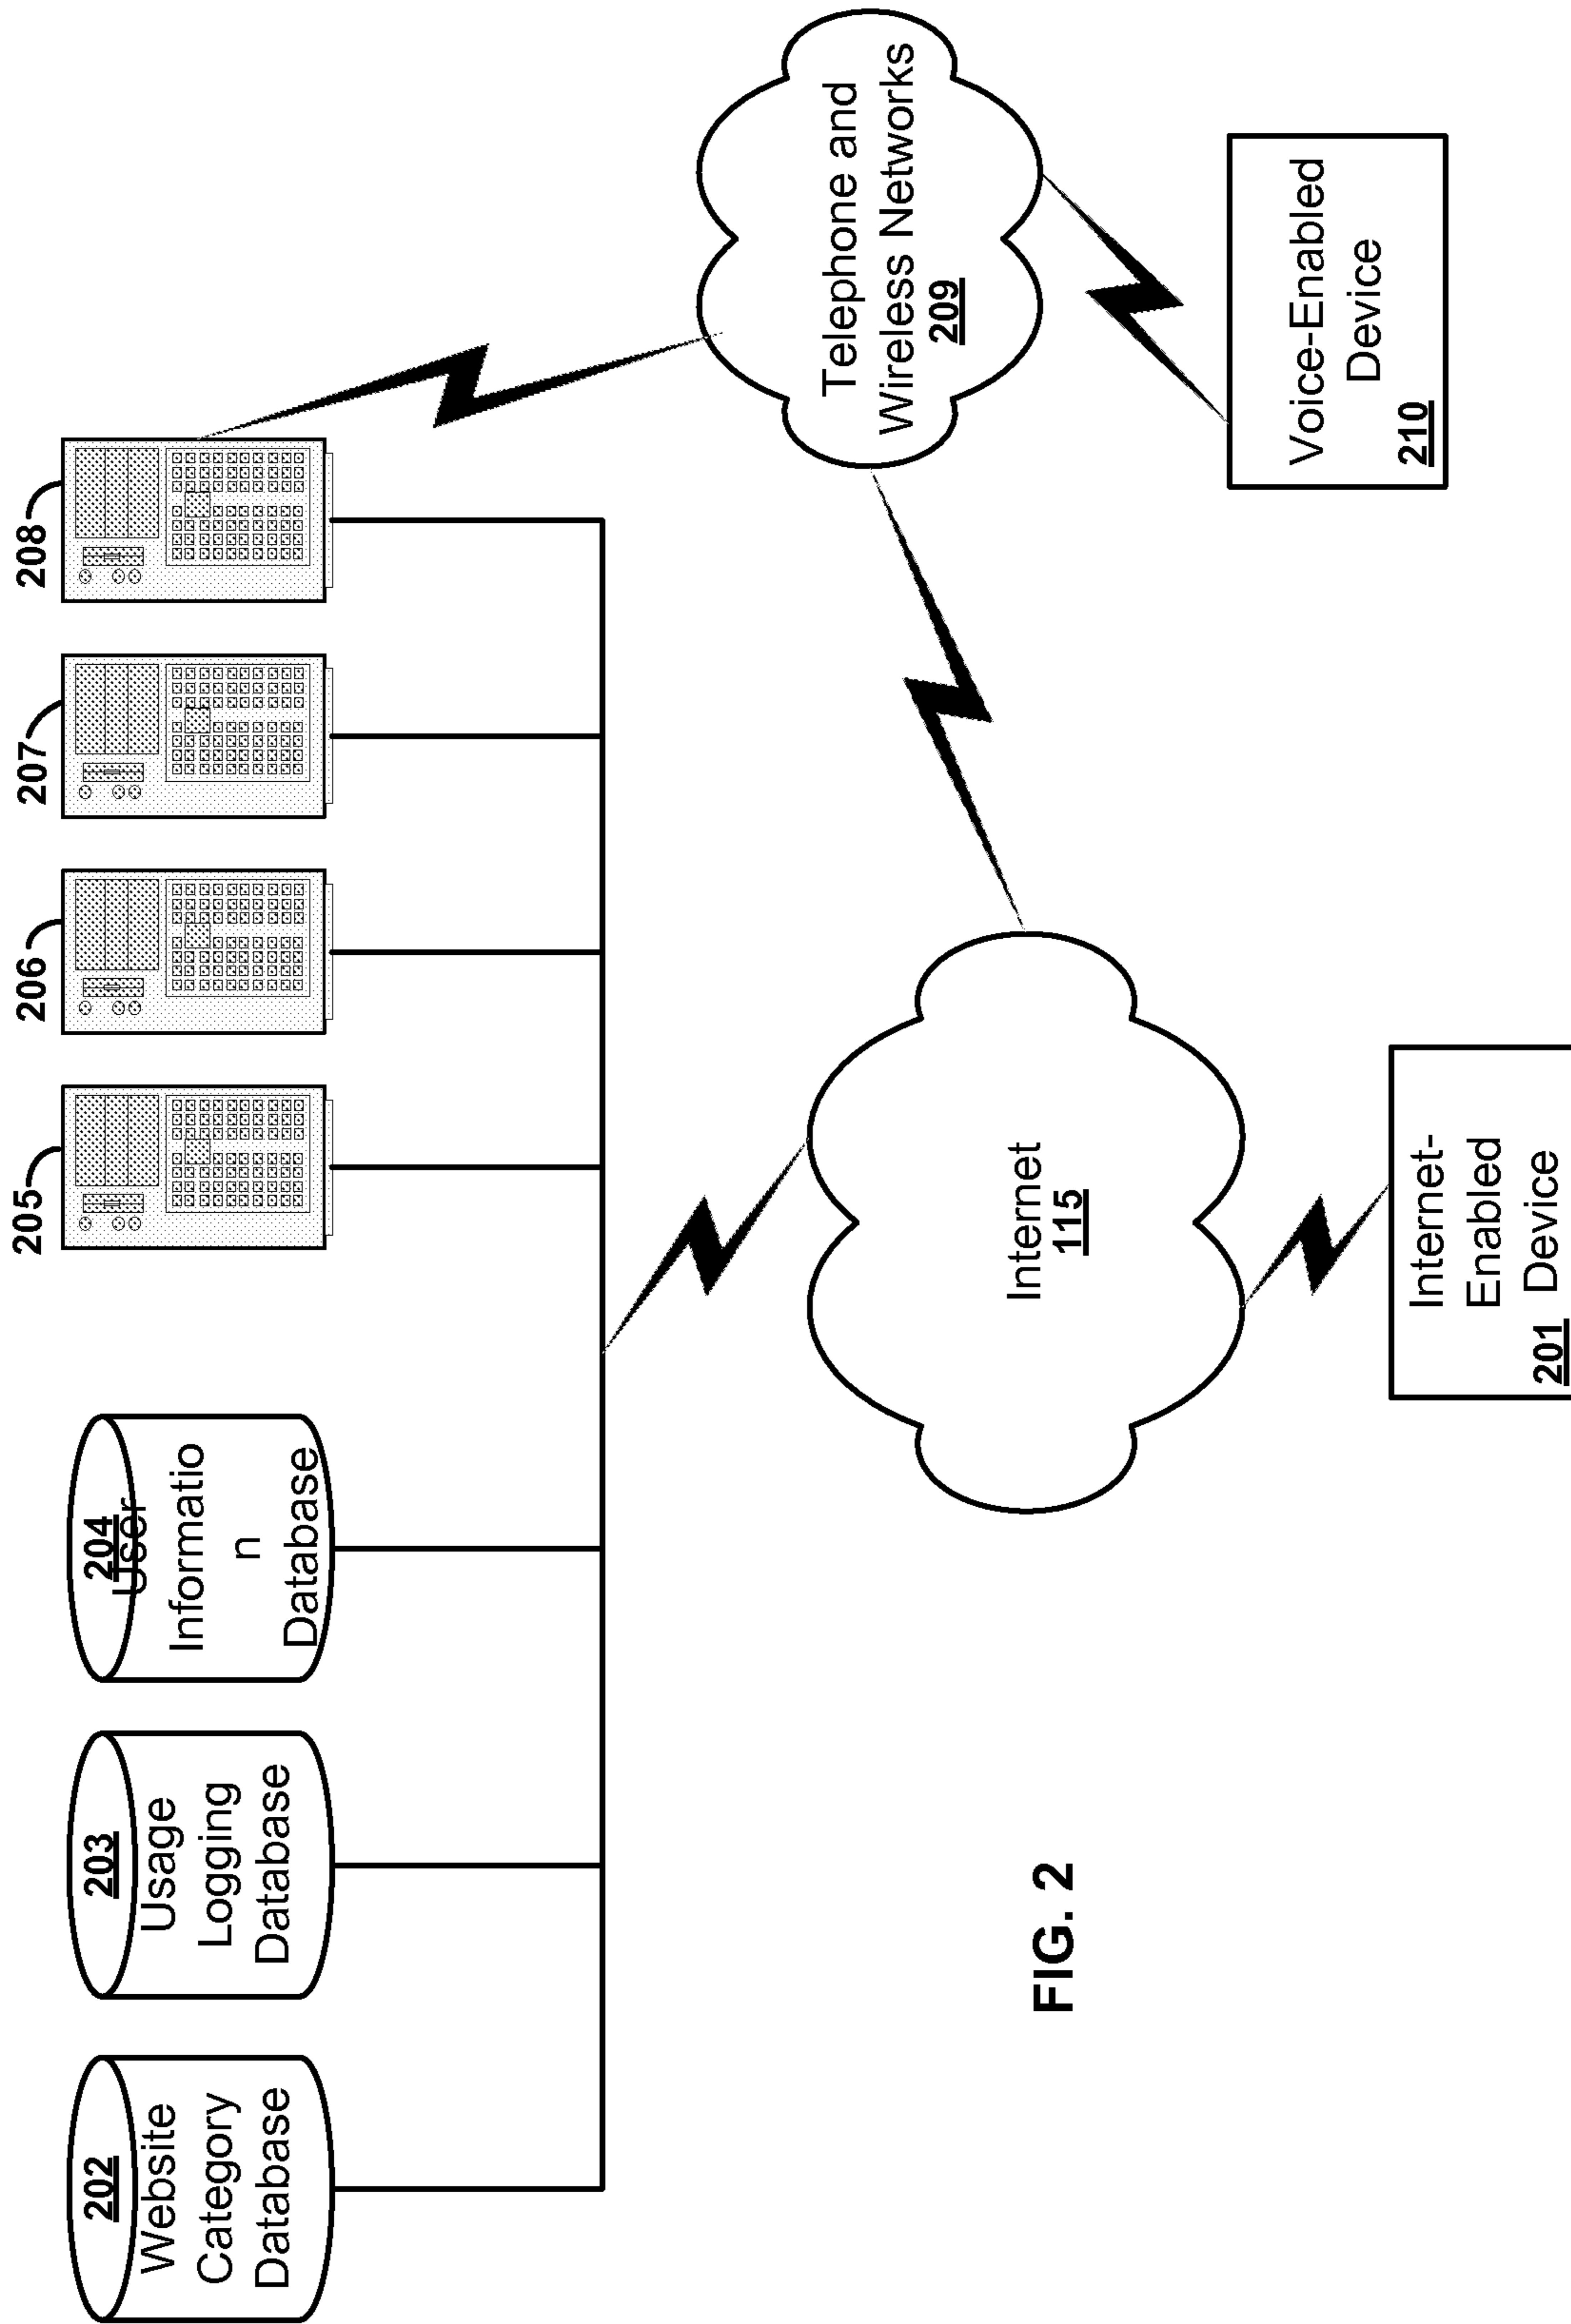 202
Website
Category
Database
203
Usage
Logging
Database
204
User
Informatio
n
Database
205
206
207
208
Telephone and
Wireless Networks
209
Internet
115
Voice-Enabled
Device
210
Internet-
Enabled
201 Device
FIG. 2